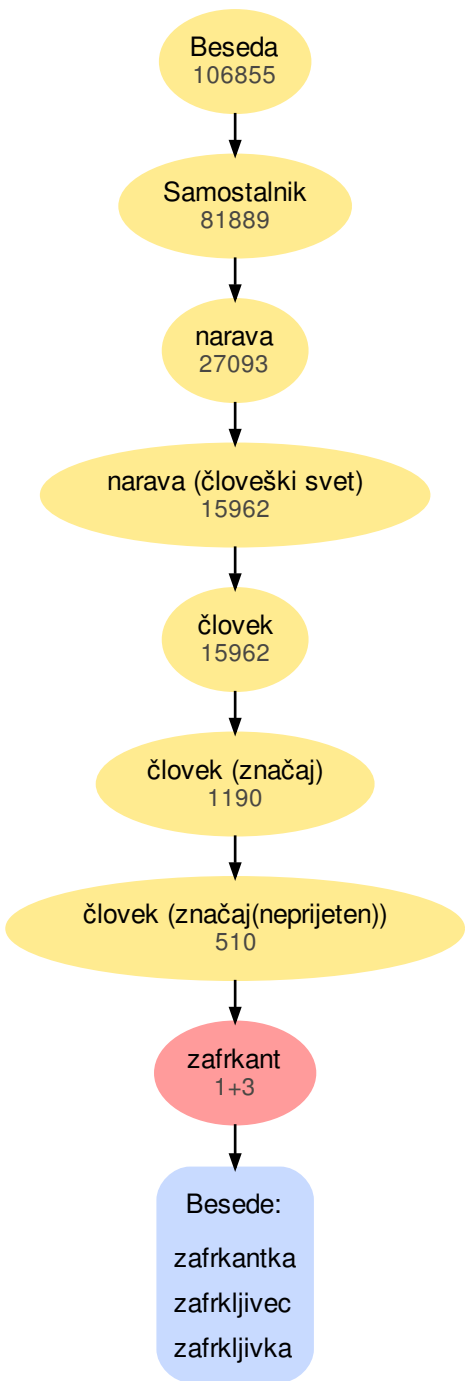 Beseda
106855
Samostalnik
81889
narava
27093
narava (človeški svet)
15962
človek
15962
človek (značaj)
1190
človek (značaj(neprijeten))
510
zafrkant
1+3
Besede:
zafrkantka
zafrkljivec
zafrkljivka